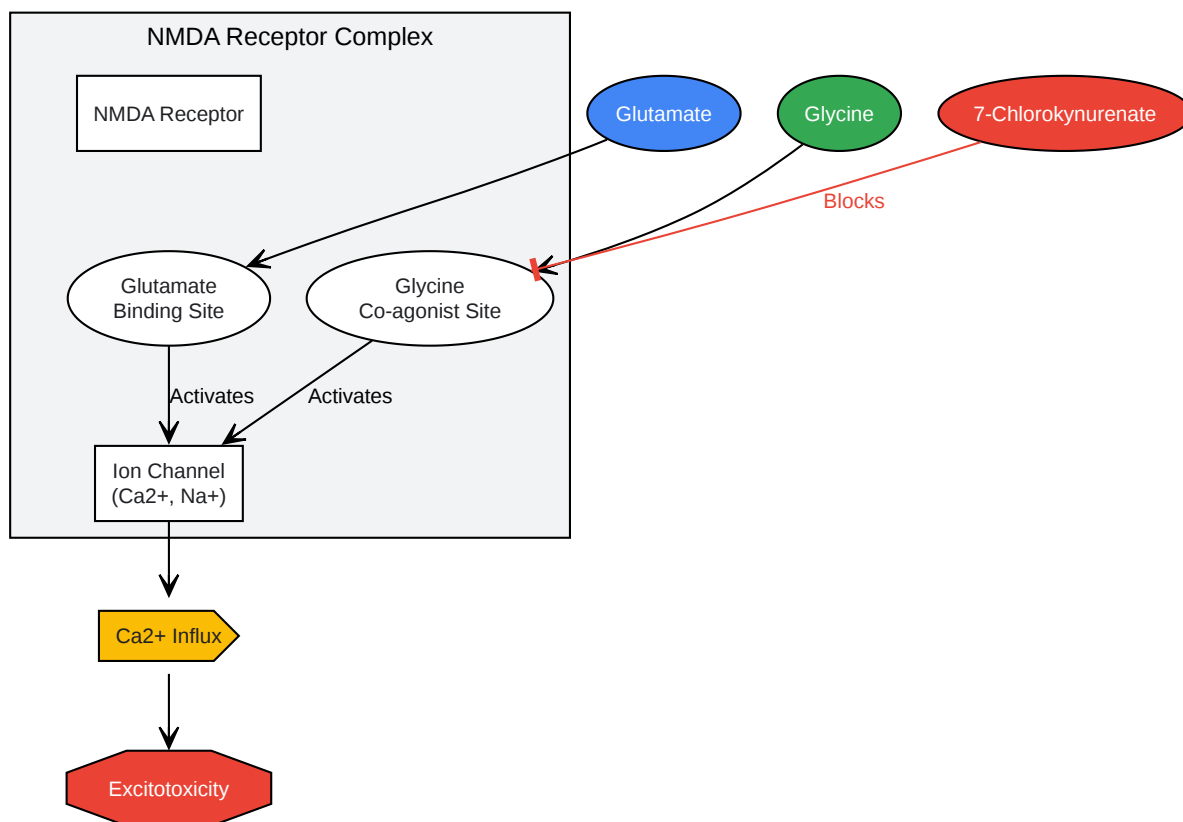 NMDA Receptor Complex
NMDA Receptor
Glutamate
Glycine
7-Chlorokynurenate
Blocks
Glutamate
Binding Site
Glycine
Co-agonist Site
Activates
Activates
Ion Channel
(Ca2+, Na+)
Ca2+ Influx
Excitotoxicity